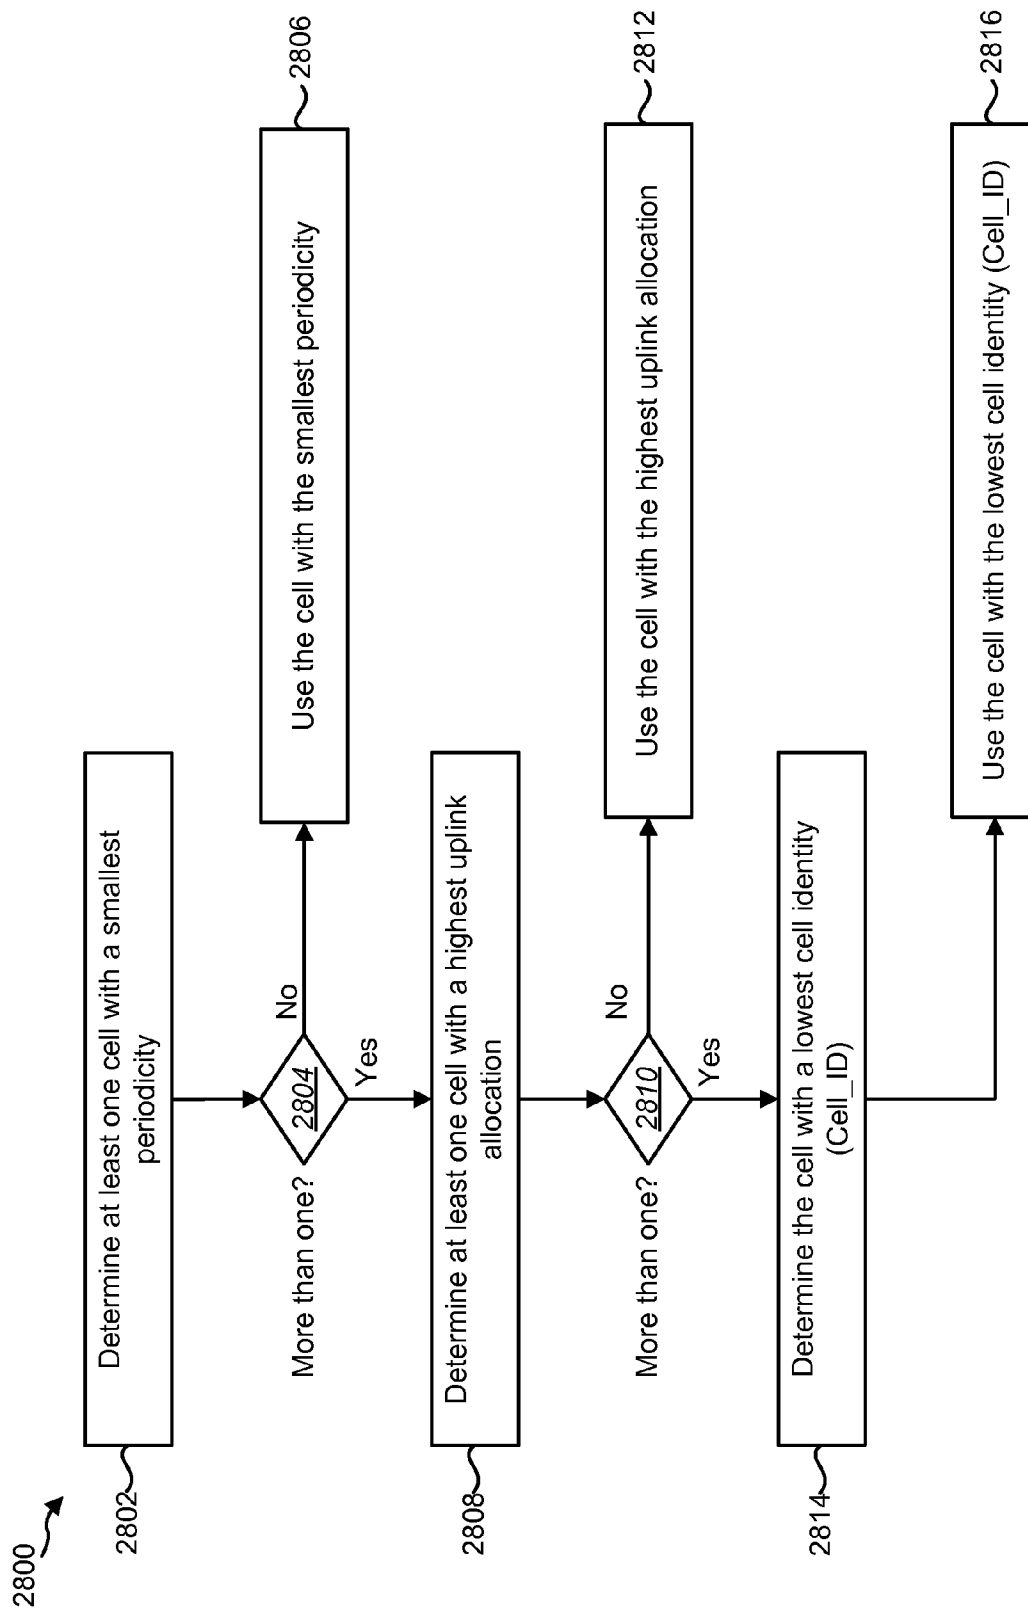 2800
2802
Determine at least one cell with a smallest
periodicity
More than one?
2804
No
Yes
Use the cell with the smallest periodicity
2806
2808
Determine at least one cell with a highest uplink
allocation
More than one?
2810
No
Yes
Use the cell with the highest uplink allocation
2812
2814
Determine the cell with a lowest cell identity
(Cell_ID)
Use the cell with the lowest cell identity (Cell_ID)
2816